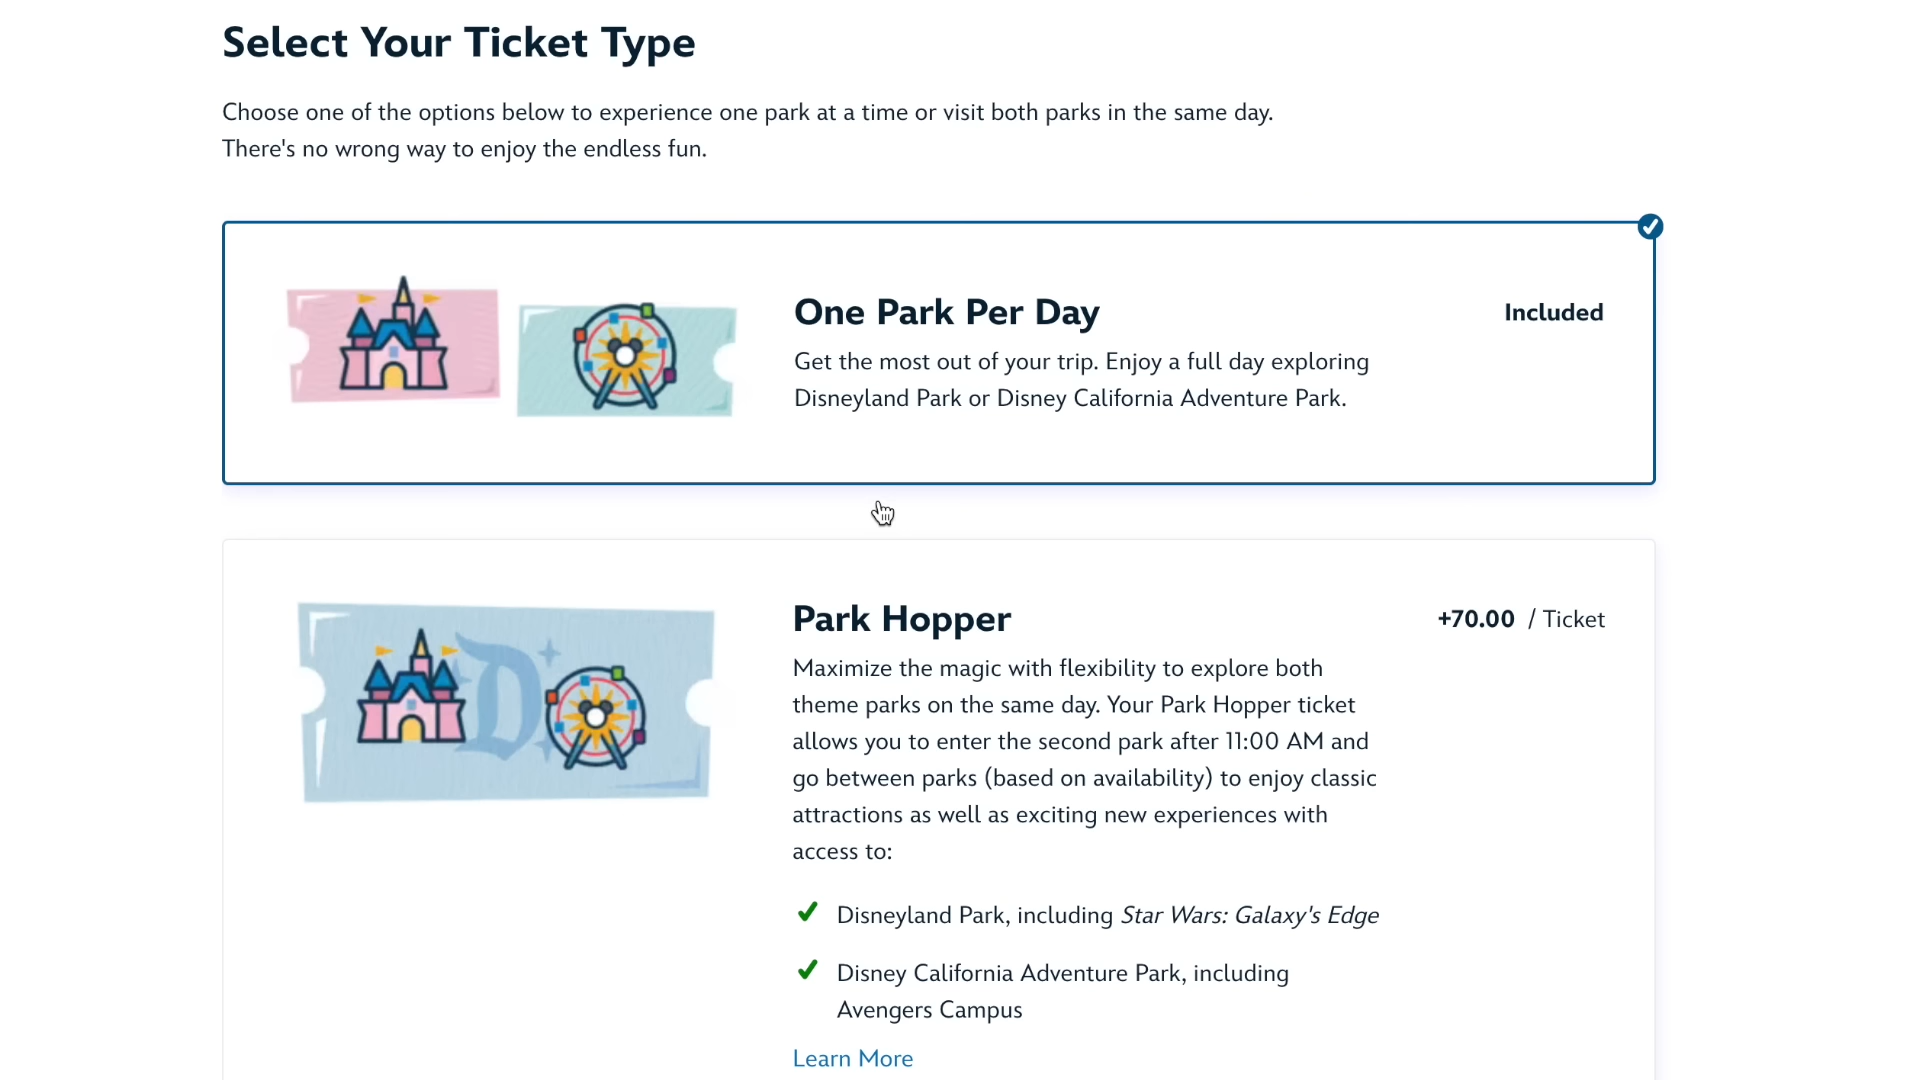 Select Your Ticket Type
Choose one of the options below to experience one park at a time or visit both parks in the same day.
There's no wrong way to enjoy the endless fun.
One Park Per Day
Included
Get the most out of your trip. Enjoy a full day exploring
Disneyland Park or Disney California Adventure Park.
Park Hopper
+70.00 / Ticket
Maximize the magic with flexibility to explore both
theme parks on the same day. Your Park Hopper ticket
allows you to enter the second park after 11:00 AM and
go between parks (based on availability) to enjoy classic
attractions as well as exciting new experiences with
access to:
Disneyland Park, including Star Wars: Galaxy's Edge
Disney California Adventure Park, including
Avengers Campus
Learn More
D